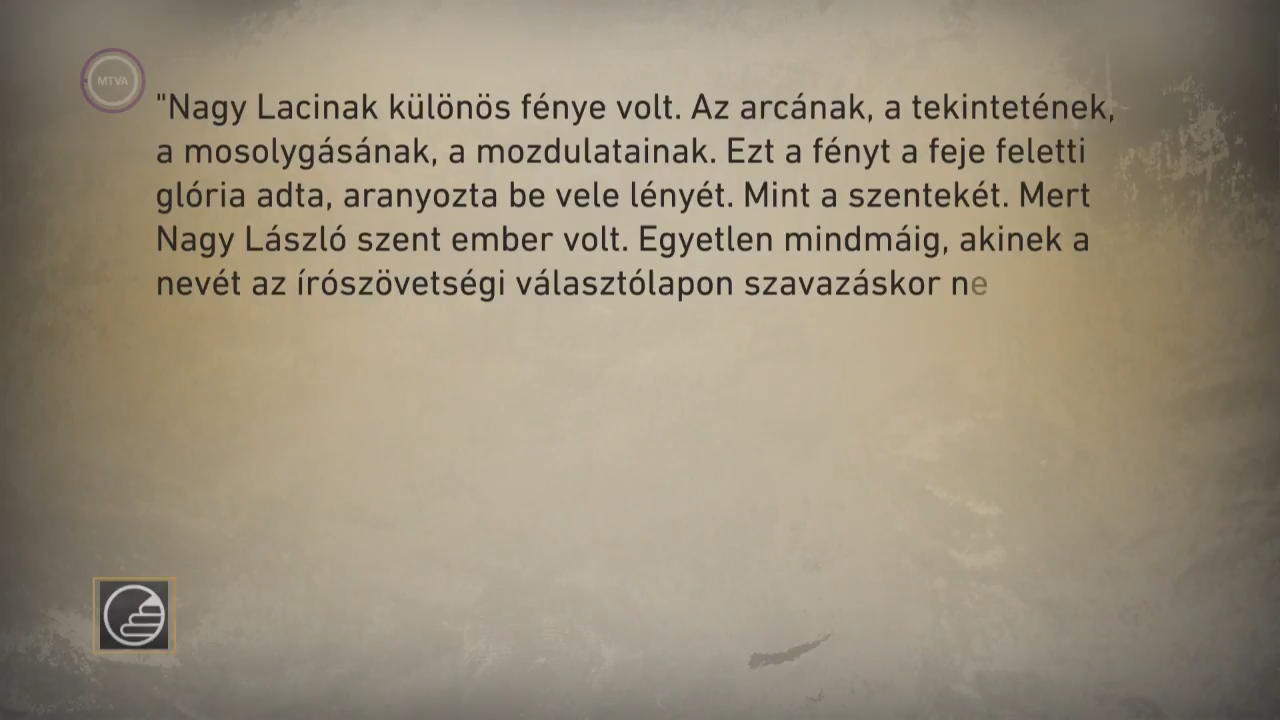 MTVA
"Nagy Lacinak különös fénye volt. Az arcának, a tekintetének,
a mosolygásának, a mozdulatainak. Ezt a fényt a feje feletti
glória adta, aranyozta be vele lényét. Mint a szentekét. Mert
Nagy László szent ember volt. Egyetlen mindmáig, akinek a
nevét az írószövetségi választólapon szavazáskor ne